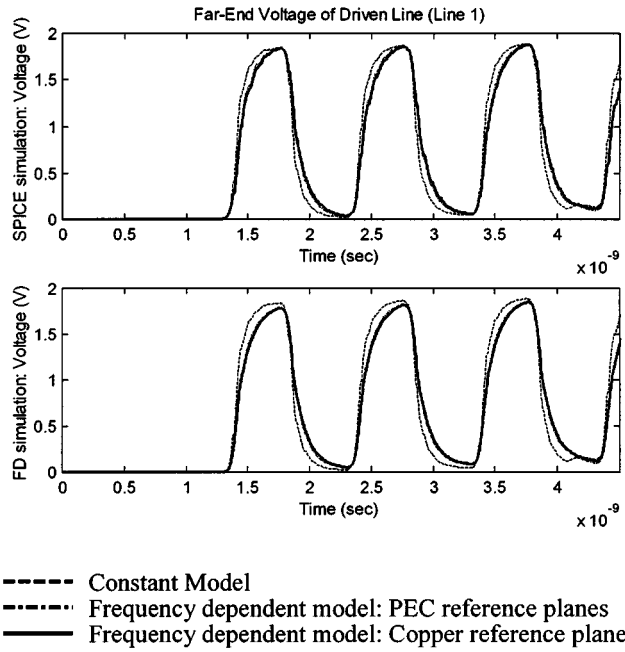 Far-End Voltage of Driven Line (Line 1)
SPICE simulation: Voltage (V)
2
1.5
1
0.5
0
0 0.5 1 1.5 2 2.5 3 3.5 4
Time (sec)
x 10^-9
FD simulation: Voltage (V)
2
1.5
1
0.5
0
0 0.5 1 1.5 2 2.5 3 3.5 4
Time (sec)
x 10^-9
Constant Model
Frequency dependent model: PEC reference planes
Frequency dependent model: Copper reference plane